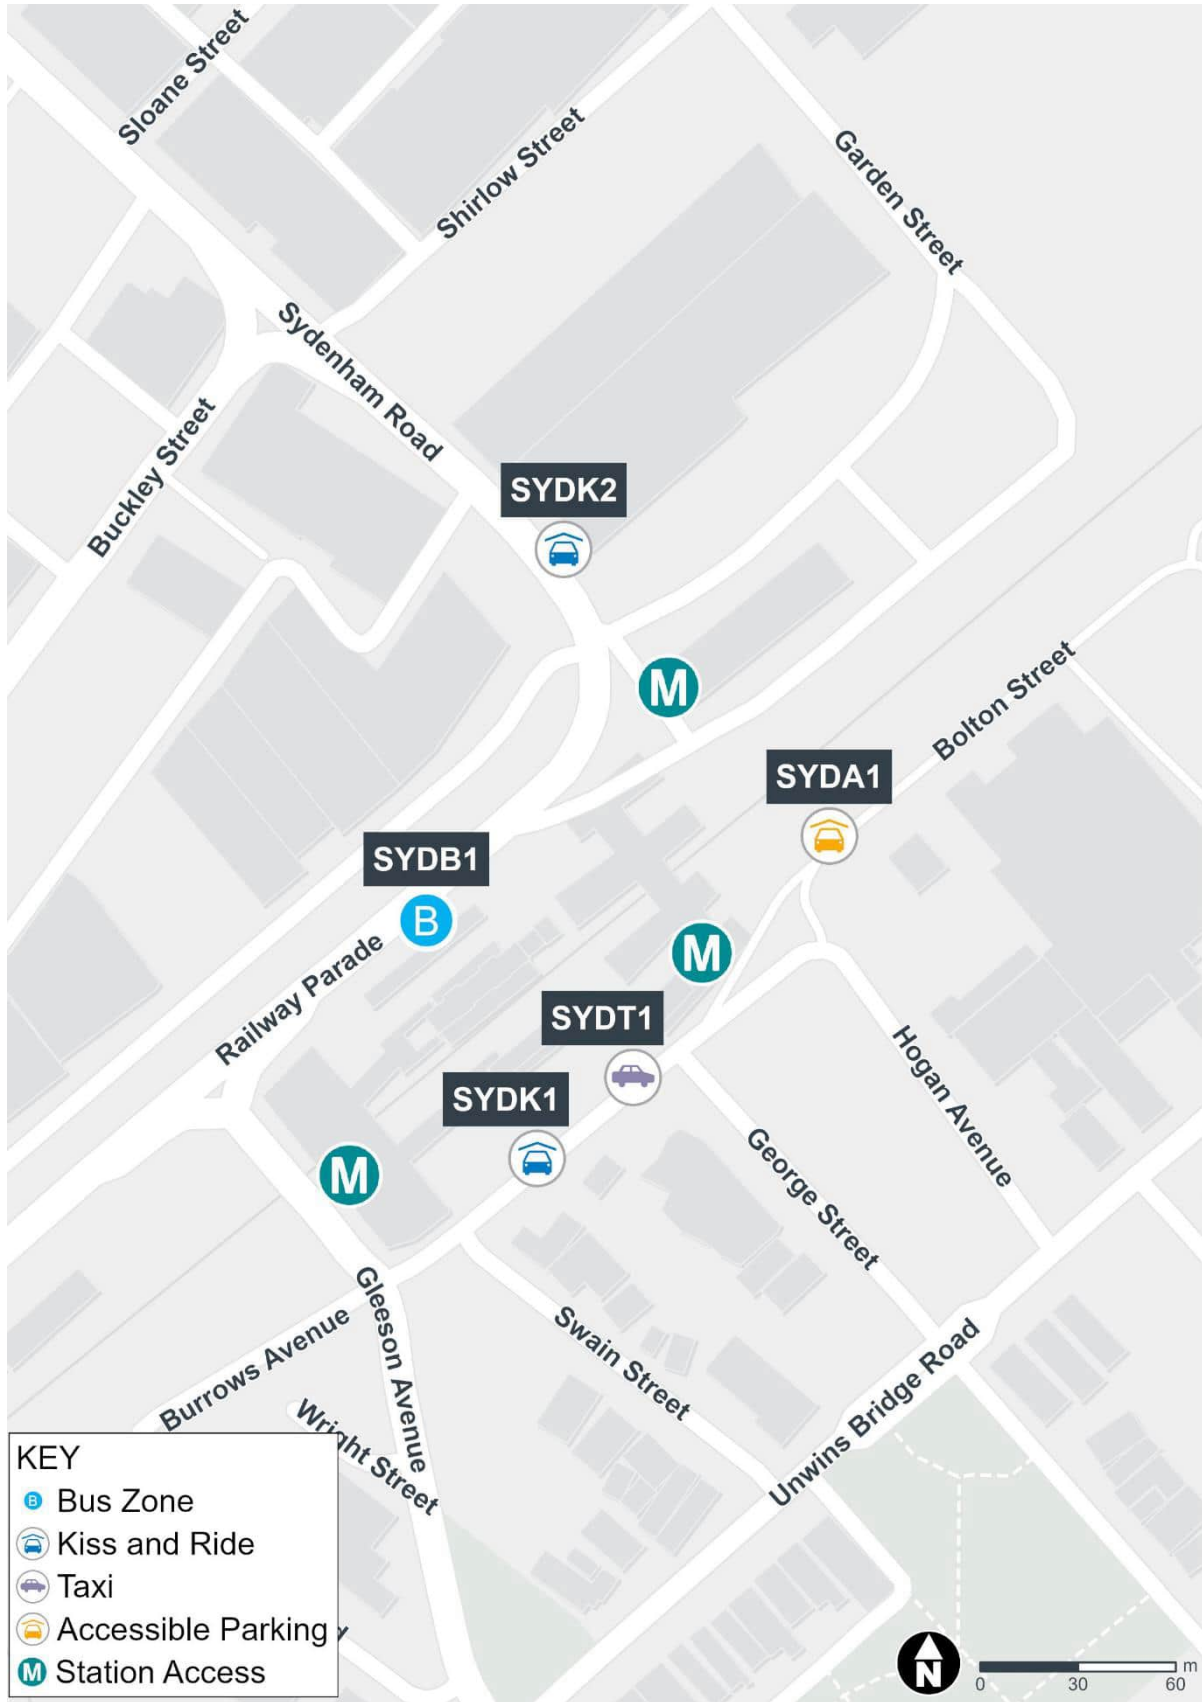 Sloane Street
Shirlow Street
Garden Street
Sydenham Road
Buckley Street
SYDK2
M
Bolton Street
SYDA1
SYDB1
B
Railway Parade
M
SYDT1
SYDK1
Hogan Avenue
George Street
M
Gleeson Avenue
Burrows Avenue
Swain Street
Wright Street
Unwins Bridge Road
KEY
B Bus Zone
Kiss and Ride
Taxi
Accessible Parking
M Station Access
N
0 30 60 m